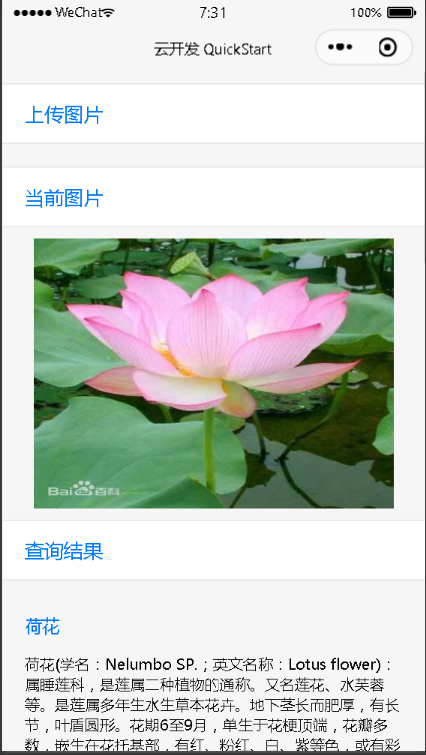 WeChat 7:31 100%
云开发 QuickStart
上传图片
当前图片
Bai 百科
查询结果
荷花
荷花(学名：Nelumbo SP.；英文名称：Lotus flower)：
属睡莲科，是莲属二种植物的通称。又名莲花、水芙蓉
等。是莲属多年生水生草本花卉。地下茎长而肥厚，有长
节，叶盾圆形。花期6至9月，单生于花梗顶端，花瓣多
数，嵌生在花托基部，有红、粉红、白、紫等色，或有彩